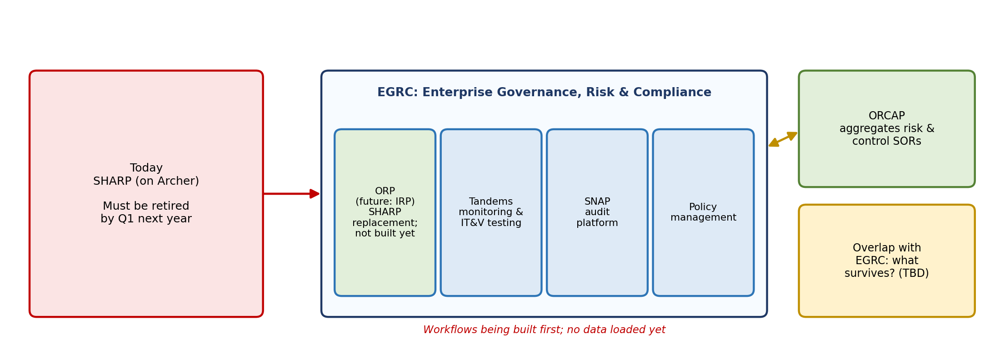 Today
SHARP (on Archer)
Must be retired
by Q1 next year
EGRC: Enterprise Governance, Risk & Compliance
ORP
(future: IRP)
SHARP
replacement;
not built yet
Tandems
monitoring &
IT&V testing
SNAP
audit
platform
Policy
management
Workflows being built first; no data loaded yet
ORCAP
aggregates risk &
control SORs
Overlap with
EGRC: what
survives? (TBD)